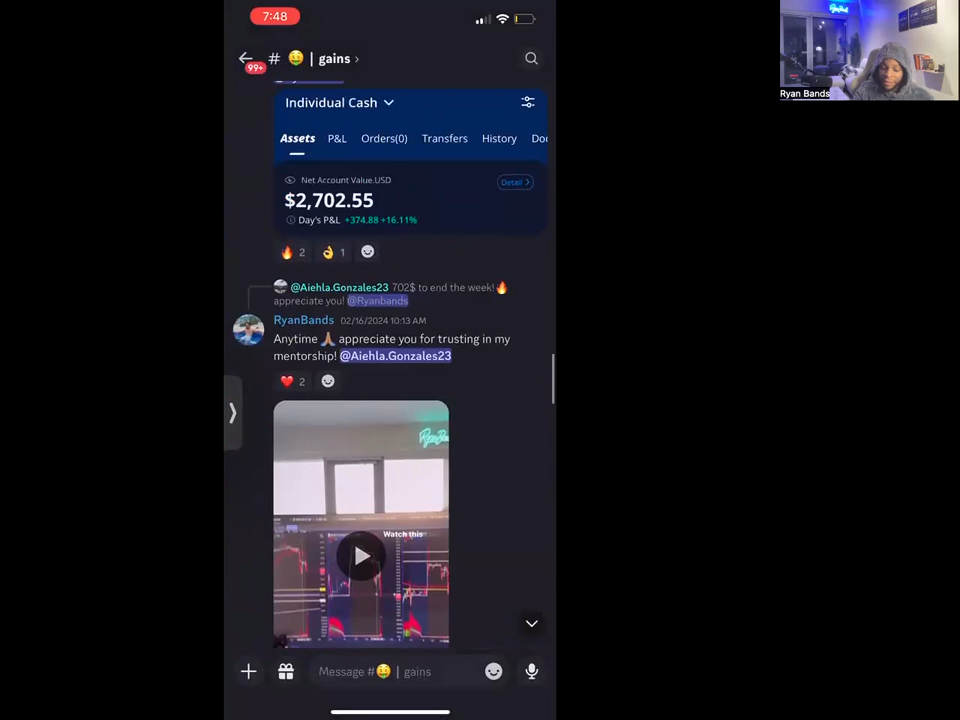 7:48
99+
# 🤑 | gains ›
Individual Cash
Assets P&L Orders(0) Transfers History Doc
Net Account Value.USD
Detail >
$2,702.55
Day's P&L +374.88 +16.11%
🔥 2 👌 1
@Aiehla.Gonzales23 702$ to end the week!🔥
appreciate you! @Ryanbands
RyanBands 02/16/2024 10:13 AM
Anytime 🙏🏽 appreciate you for trusting in my
mentorship! @Aiehla.Gonzales23
❤️ 2
Watch this
Message #🤑 | gains
Ryan Bands